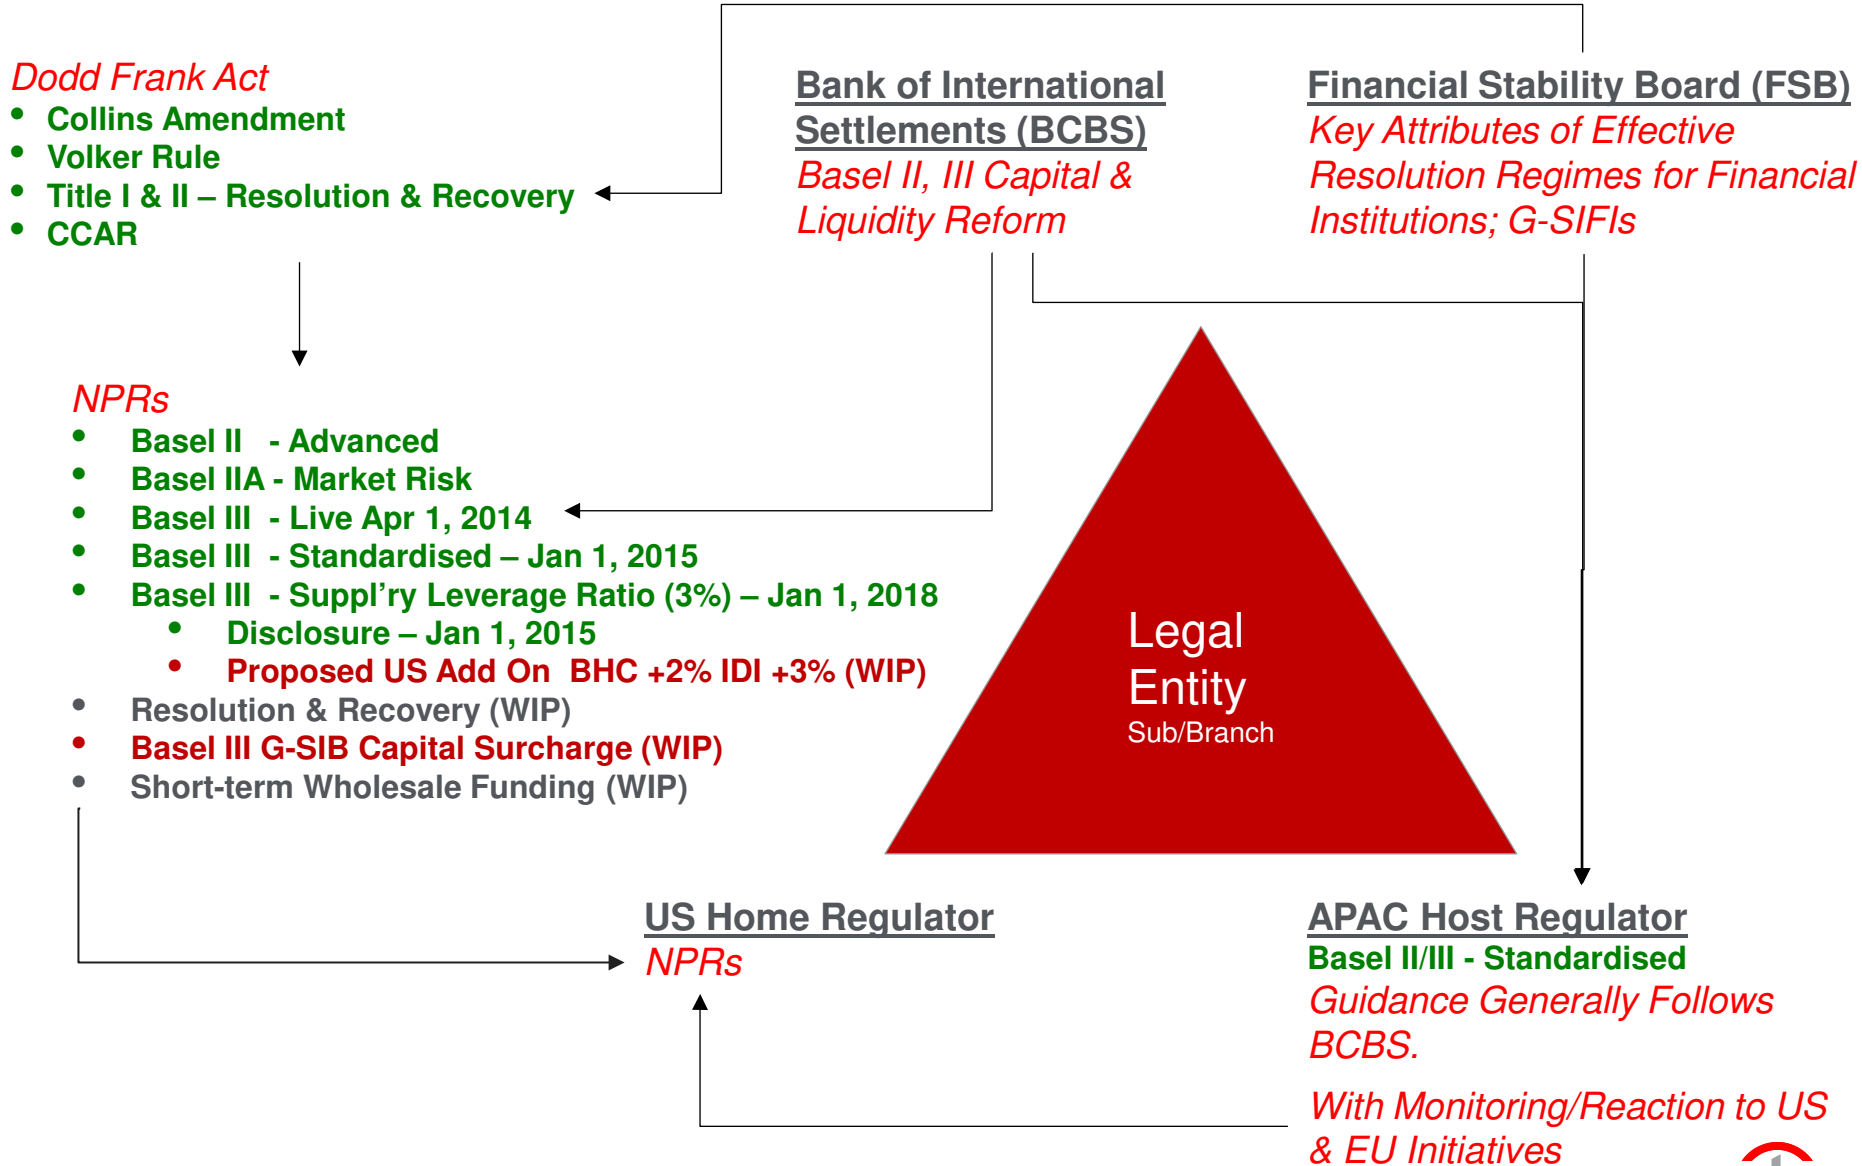 Dodd Frank Act
• Collins Amendment
• Volker Rule
• Title I & II – Resolution & Recovery
• CCAR
Bank of International
Settlements (BCBS)
Basel II, III Capital &
Liquidity Reform
Financial Stability Board (FSB)
Key Attributes of Effective
Resolution Regimes for Financial
Institutions; G-SIFIs
NPRs
• Basel II - Advanced
• Basel IIA - Market Risk
• Basel III - Live Apr 1, 2014
• Basel III - Standardised – Jan 1, 2015
• Basel III - Suppl’ry Leverage Ratio (3%) – Jan 1, 2018
• Disclosure – Jan 1, 2015
• Proposed US Add On BHC +2% IDI +3% (WIP)
• Resolution & Recovery (WIP)
• Basel III G-SIB Capital Surcharge (WIP)
• Short-term Wholesale Funding (WIP)
Legal
Entity
Sub/Branch
US Home Regulator
NPRs
APAC Host Regulator
Basel II/III - Standardised
Guidance Generally Follows
BCBS.
With Monitoring/Reaction to US
& EU Initiatives